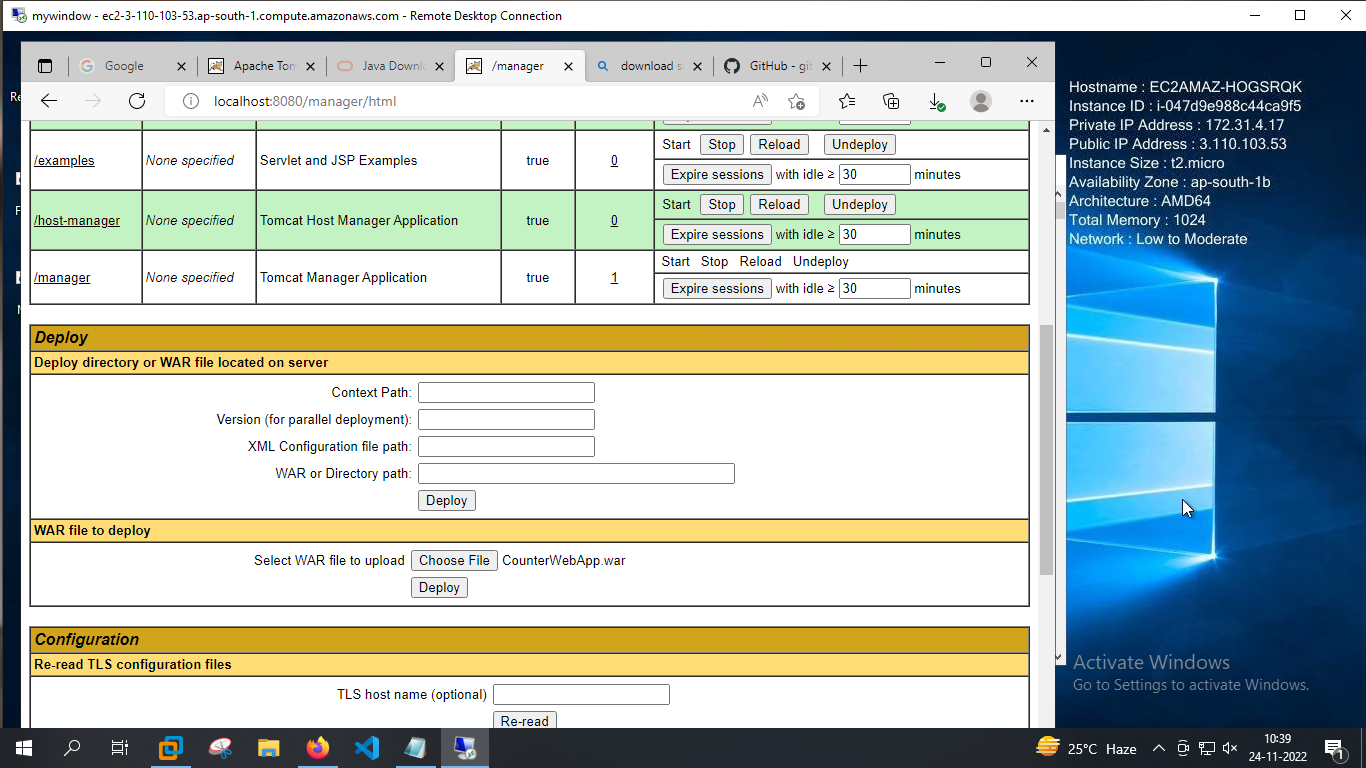 mywindow - ec2-3-110-103-53.ap-south-1.compute.amazonaws.com - Remote Desktop Connection
Google
Apache Tom
Java Downl
/manager
download s
GitHub - git
localhost:8080/manager/html
/examples None specified Servlet and JSP Examples true 0 Start Stop Reload Undeploy
Expire sessions with idle ≥ 30 minutes
/host-manager None specified Tomcat Host Manager Application true 0 Start Stop Reload Undeploy
Expire sessions with idle ≥ 30 minutes
/manager None specified Tomcat Manager Application true 1 Start Stop Reload Undeploy
Expire sessions with idle ≥ 30 minutes
Deploy
Deploy directory or WAR file located on server
Context Path:
Version (for parallel deployment):
XML Configuration file path:
WAR or Directory path:
Deploy
WAR file to deploy
Select WAR file to upload Choose File CounterWebApp.war
Deploy
Configuration
Re-read TLS configuration files
TLS host name (optional)
Re-read
Hostname : EC2AMAZ-HOGSRQK
Instance ID : i-047d9e988c44ca9f5
Private IP Address : 172.31.4.17
Public IP Address : 3.110.103.53
Instance Size : t2.micro
Availability Zone : ap-south-1b
Architecture : AMD64
Total Memory : 1024
Network : Low to Moderate
Activate Windows
Go to Settings to activate Windows.
25°C Haze
10:39
24-11-2022
1